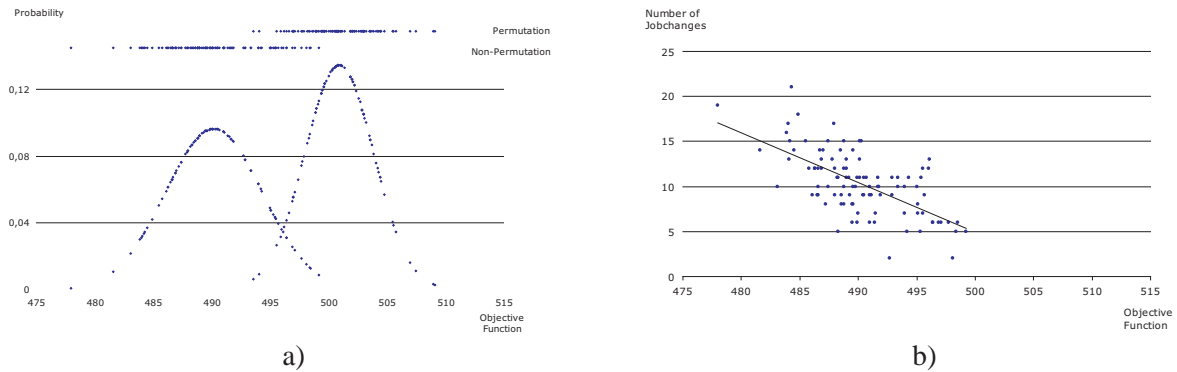 Probability
Permutation
Non-Permutation
0,12
0,08
0,04
0
475 480 485 490 495 500 505 510 515
Objective
Function
a)
Number of
Jobchanges
25
20
15
10
5
0
475 480 485 490 495 500 505 510 515
Objective
Function
b)